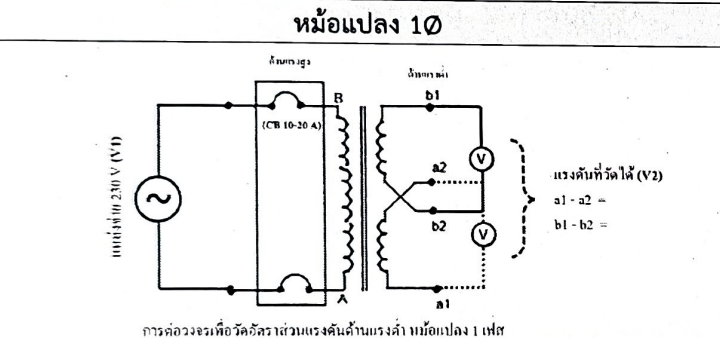 หม้อแปลง 1Ø
ด้านแรงสูง
ด้านแรงต่ำ
B
b1
(CB 10-20 A)
V
a2
แหล่งจ่าย 230 V (V1)
แรงดันที่วัดได้ (V2)
a1 - a2 =
b2
b1 - b2 =
V
A
a1
การต่อวงจรเพื่อวัดอัตราส่วนแรงดันด้านแรงต่ำ หม้อแปลง 1 เฟส